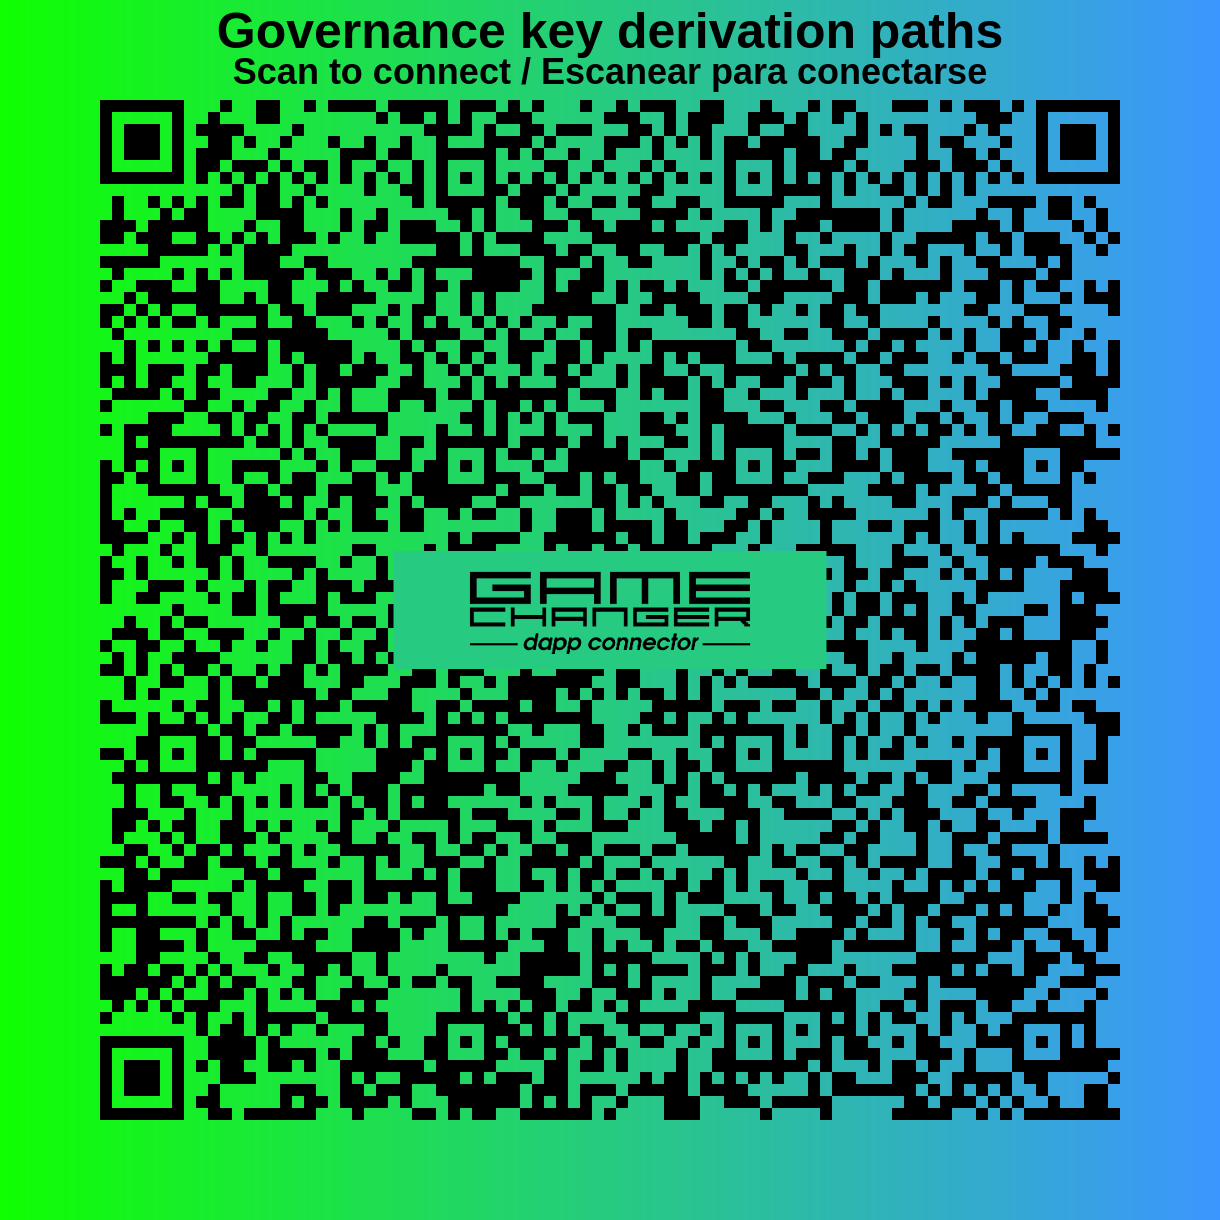 Governance key derivation paths
Scan to connect / Escanear para conectarse
GAME
CHANGER
dapp connector